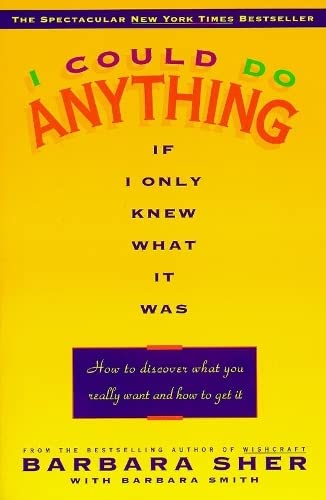 The Spectacular New York Times Bestseller
I COULD DO
ANYTHING
IF
I ONLY
KNEW
WHAT
IT
WAS
How to discover what you
really want and how to get it
FROM THE BESTSELLING AUTHOR OF WISHCRAFT
BARBARA SHER
WITH BARBARA SMITH